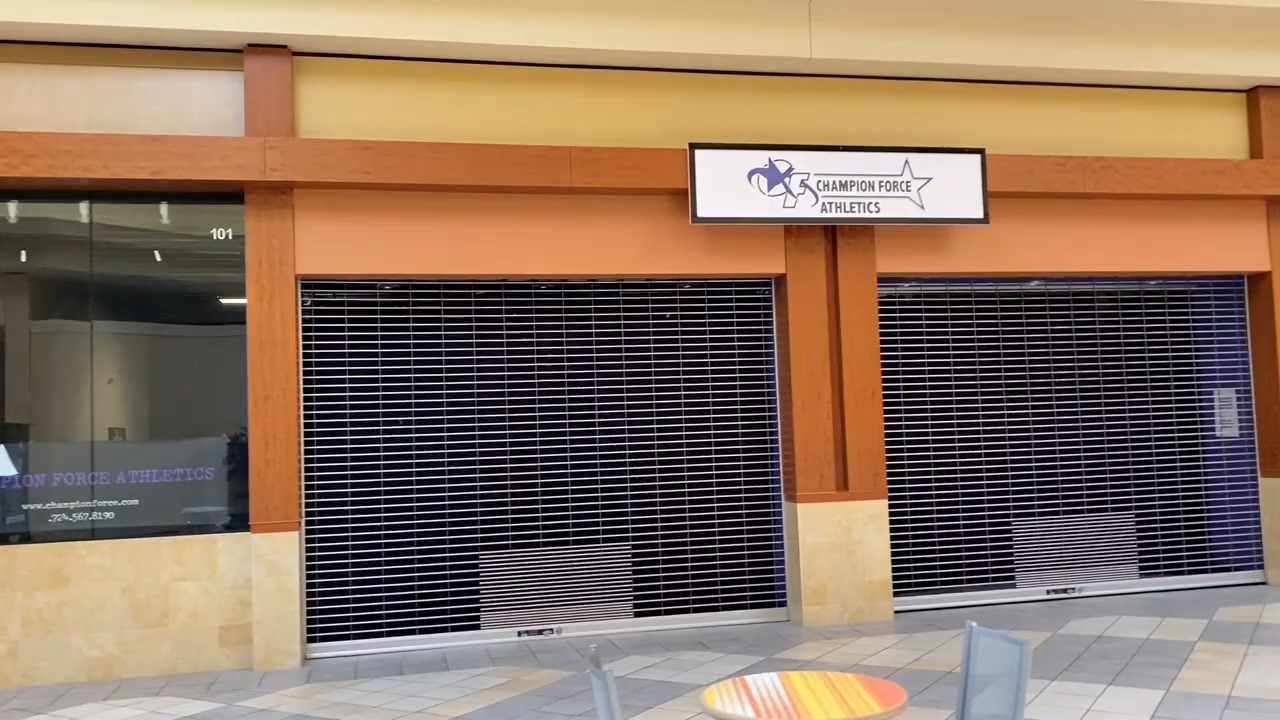 101
CHAMPION FORCE
ATHLETICS
PION FORCE ATHLETICS
www.championforce.com
.724.567.8190